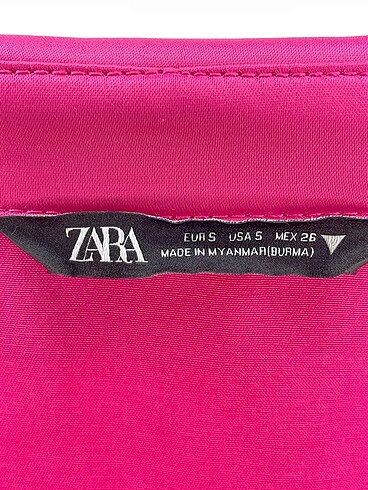 ZARA
EUR S USA S MEX 26
MADE IN MYANMAR(BURMA)